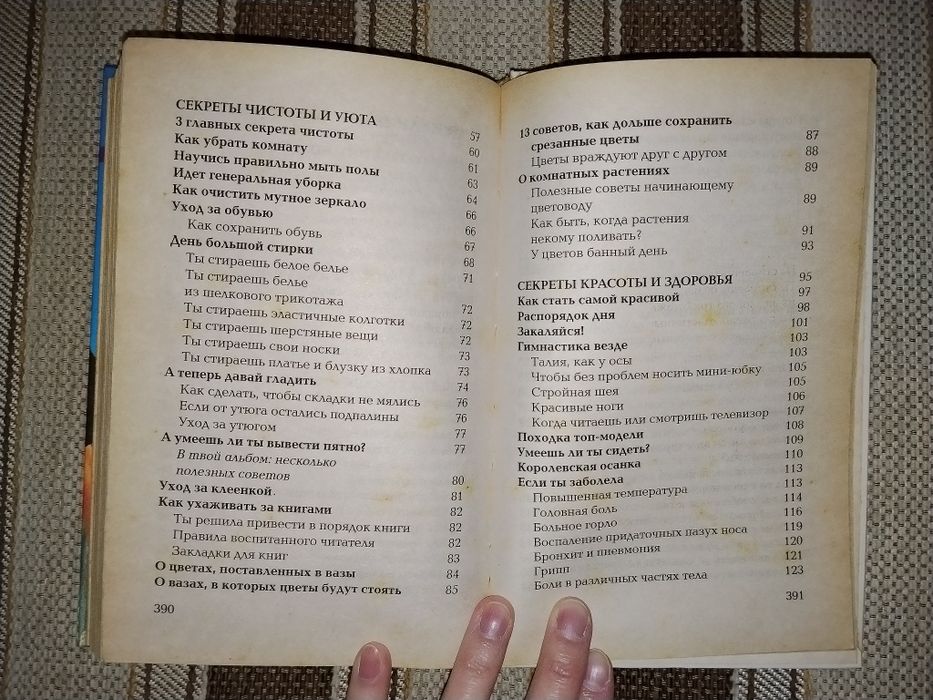 СЕКРЕТЫ ЧИСТОТЫ И УЮТА 57
3 главных секрета чистоты 60
Как убрать комнату 61
Научись правильно мыть полы 63
Идет генеральная уборка 64
Как очистить мутное зеркало 66
Уход за обувью 66
Как сохранить обувь 67
День большой стирки 68
Ты стираешь белое белье 71
Ты стираешь белье
из шелкового трикотажа 72
Ты стираешь эластичные колготки 72
Ты стираешь шерстяные вещи 72
Ты стираешь свои носки 73
Ты стираешь платье и блузку из хлопка 73
А теперь давай гладить 74
Как сделать, чтобы складки не мялись 76
Если от утюга остались подпалины 76
Уход за утюгом 77
А умеешь ли ты вывести пятно? 77
В твой альбом: несколько
полезных советов 80
Уход за клеенкой. 81
Как ухаживать за книгами 82
Ты решила привести в порядок книги 82
Правила воспитанного читателя 82
Закладки для книг 83
О цветах, поставленных в вазы 84
О вазах, в которых цветы будут стоять 85
390
13 советов, как дольше сохранить
срезанные цветы 87
Цветы враждуют друг с другом 88
О комнатных растениях 89
Полезные советы начинающему
цветоводу 89
Как быть, когда растения
некому поливать? 91
У цветов банный день 93
СЕКРЕТЫ КРАСОТЫ И ЗДОРОВЬЯ 95
Как стать самой красивой 97
Распорядок дня 98
Закаляйся! 101
Гимнастика везде 103
Талия, как у осы 103
Чтобы без проблем носить мини-юбку 105
Стройная шея 105
Красивые ноги 106
Когда читаешь или смотришь телевизор 107
Походка топ-модели 108
Умеешь ли ты сидеть? 109
Королевская осанка 110
Если ты заболела 113
Повышенная температура 113
Головная боль 114
Больное горло 116
Воспаление придаточных пазух носа 119
Бронхит и пневмония 120
Грипп 121
Боли в различных частях тела 123
391